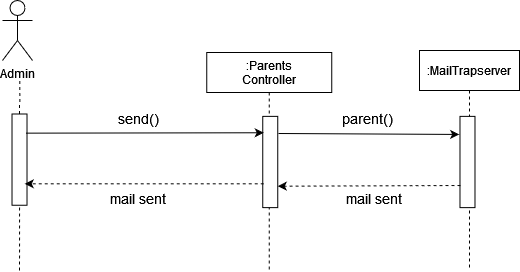 Admin
:Parents
Controller
:MailTrapserver
send()
parent()
mail sent
mail sent